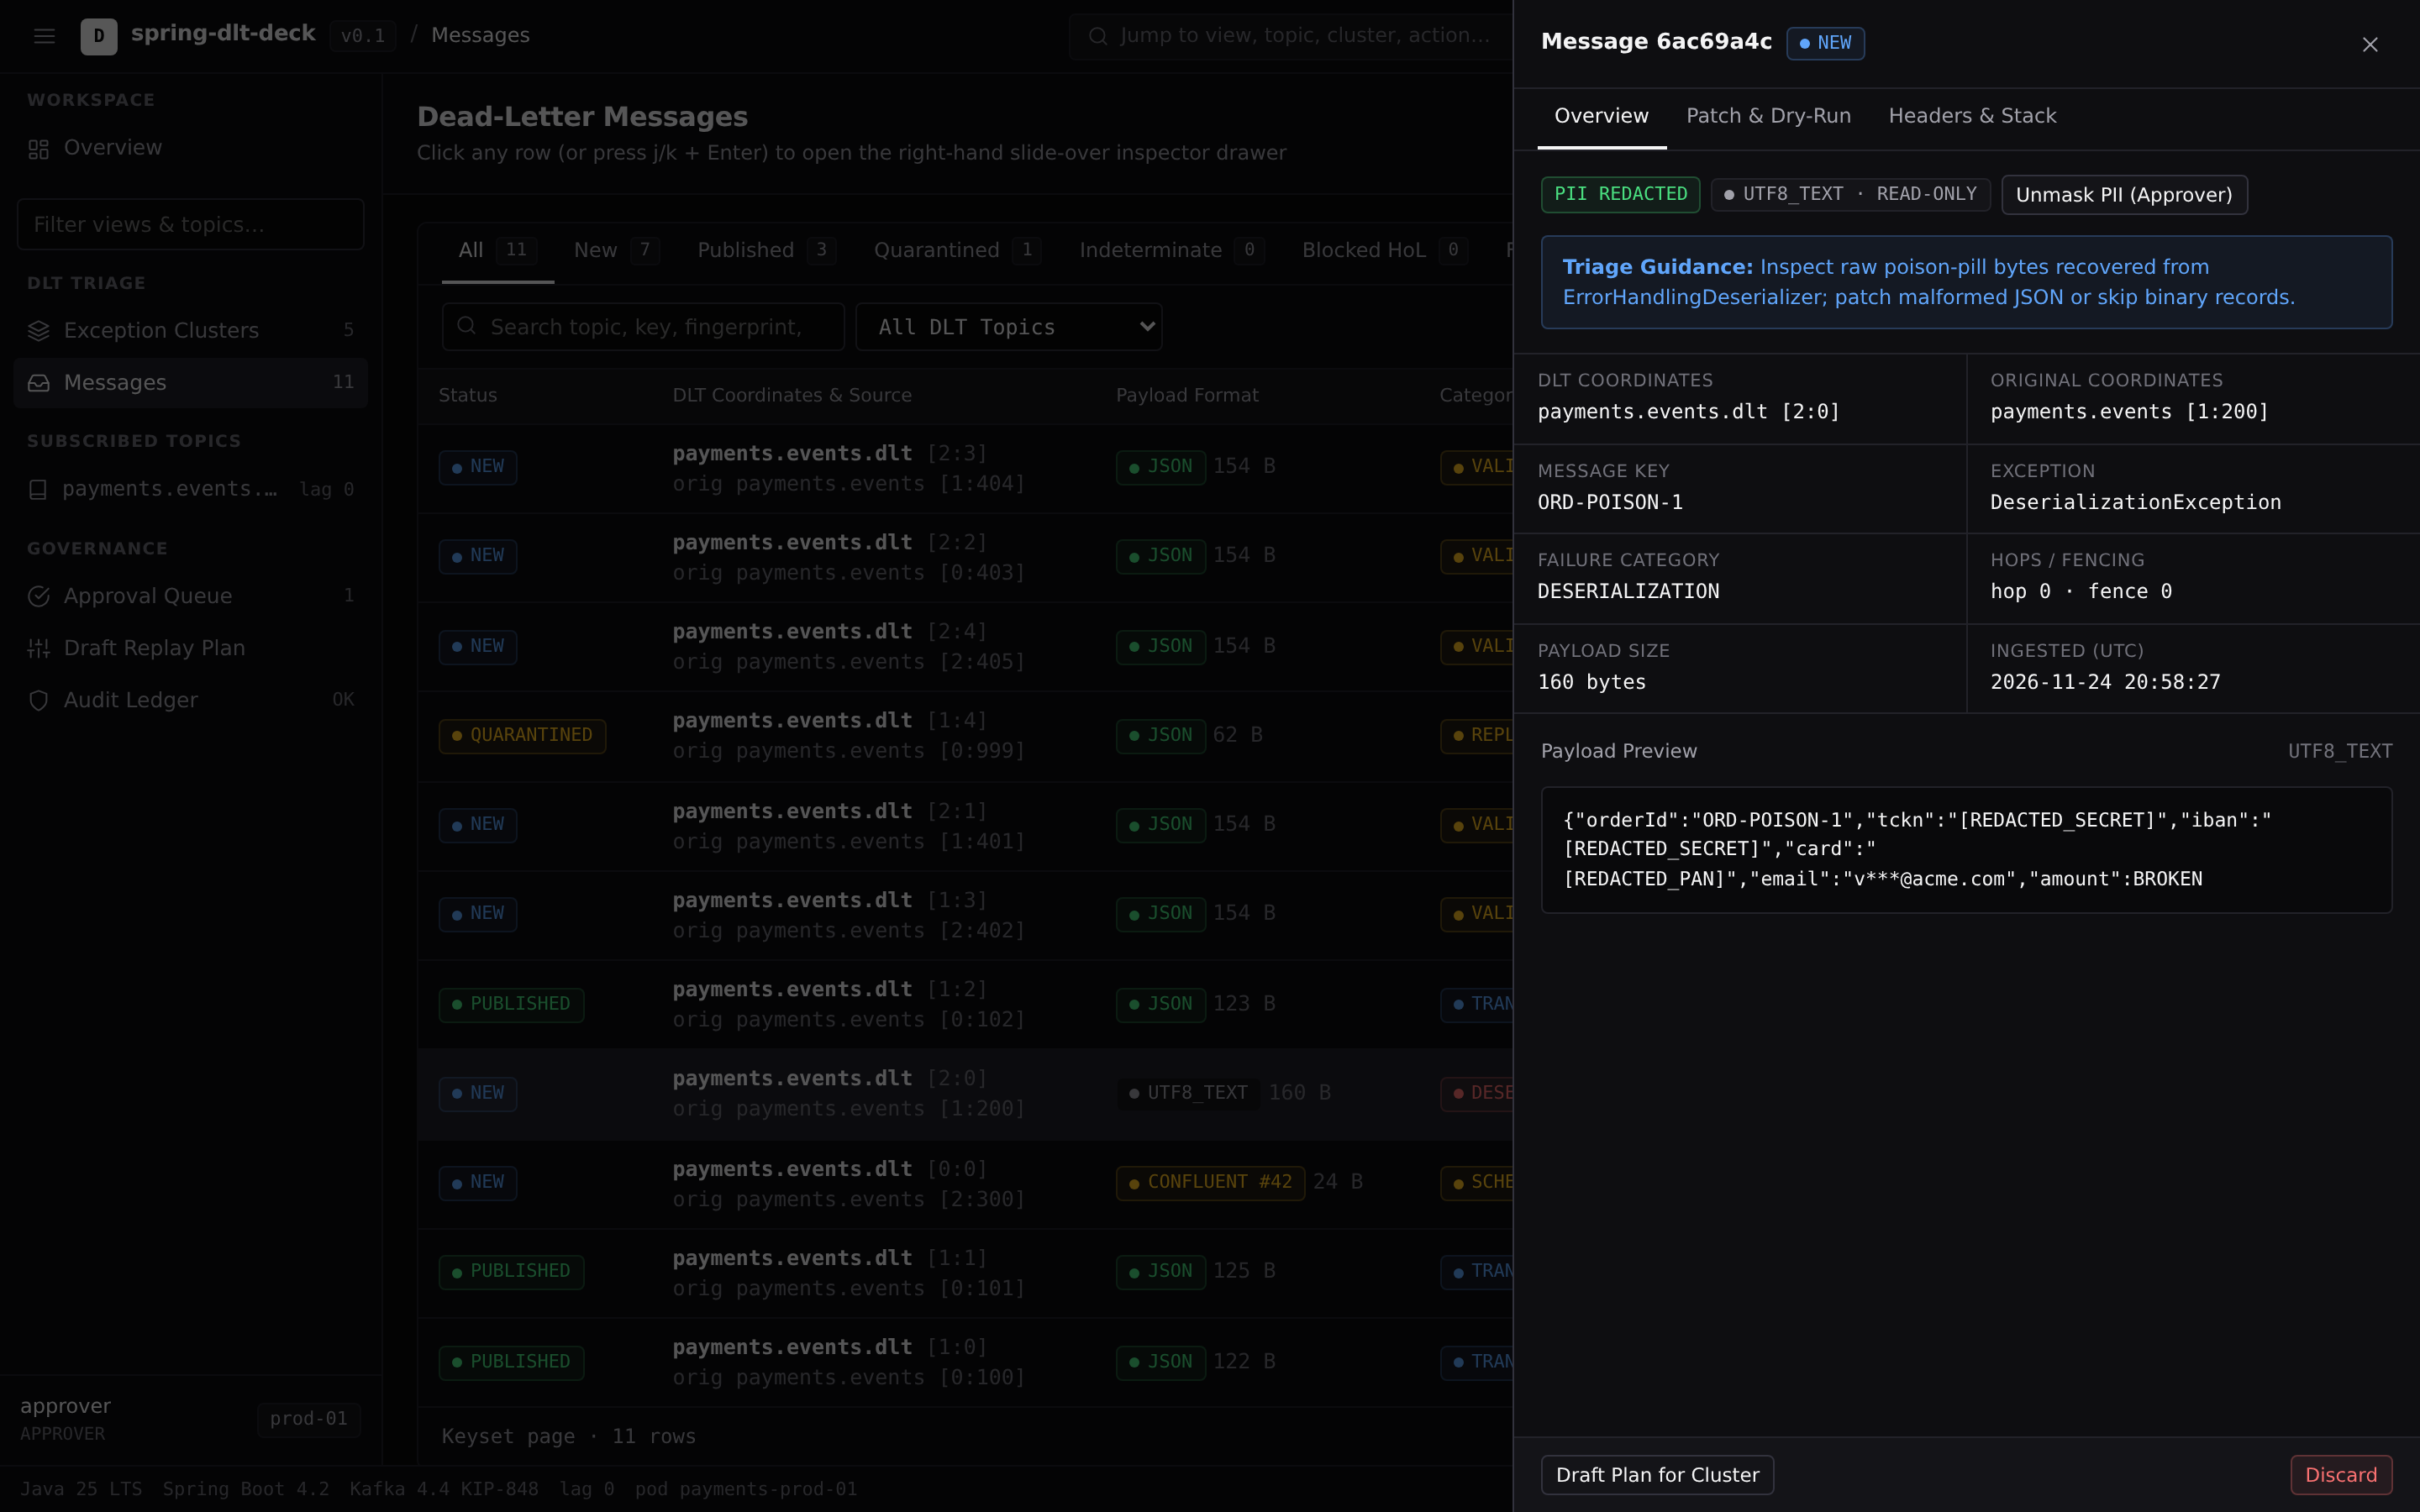 D spring-dlt-deck v0.1 / Messages
Jump to view, topic, cluster, action...
WORKSPACE
Overview
Filter views & topics...
DLT TRIAGE
Exception Clusters 5
Messages 11
SUBSCRIBED TOPICS
payments.events.… lag 0
GOVERNANCE
Approval Queue 1
Draft Replay Plan
Audit Ledger OK
approver
APPROVER
prod-01
Dead-Letter Messages
Click any row (or press j/k + Enter) to open the right-hand slide-over inspector drawer
All 11 New 7 Published 3 Quarantined 1 Indeterminate 0 Blocked HoL 0
Search topic, key, fingerprint,
All DLT Topics
Status DLT Coordinates & Source Payload Format Categor
NEW payments.events.dlt [2:3] JSON 154 B VALI
orig payments.events [1:404]
NEW payments.events.dlt [2:2] JSON 154 B VALI
orig payments.events [0:403]
NEW payments.events.dlt [2:4] JSON 154 B VALI
orig payments.events [2:405]
QUARANTINED payments.events.dlt [1:4] JSON 62 B REPL
orig payments.events [0:999]
NEW payments.events.dlt [2:1] JSON 154 B VALI
orig payments.events [1:401]
NEW payments.events.dlt [1:3] JSON 154 B VALI
orig payments.events [2:402]
PUBLISHED payments.events.dlt [1:2] JSON 123 B TRAN
orig payments.events [0:102]
NEW payments.events.dlt [2:0] UTF8_TEXT 160 B DESE
orig payments.events [1:200]
NEW payments.events.dlt [0:0] CONFLUENT #42 24 B SCHE
orig payments.events [2:300]
PUBLISHED payments.events.dlt [1:1] JSON 125 B TRAN
orig payments.events [0:101]
PUBLISHED payments.events.dlt [1:0] JSON 122 B TRAN
orig payments.events [0:100]
Keyset page · 11 rows
Java 25 LTS Spring Boot 4.2 Kafka 4.4 KIP-848 lag 0 pod payments-prod-01
Message 6ac69a4c NEW
Overview Patch & Dry-Run Headers & Stack
PII REDACTED UTF8_TEXT · READ-ONLY Unmask PII (Approver)
Triage Guidance: Inspect raw poison-pill bytes recovered from
ErrorHandlingDeserializer; patch malformed JSON or skip binary records.
DLT COORDINATES
payments.events.dlt [2:0]
ORIGINAL COORDINATES
payments.events [1:200]
MESSAGE KEY
ORD-POISON-1
EXCEPTION
DeserializationException
FAILURE CATEGORY
DESERIALIZATION
HOPS / FENCING
hop 0 · fence 0
PAYLOAD SIZE
160 bytes
INGESTED (UTC)
2026-11-24 20:58:27
Payload Preview UTF8_TEXT
{"orderId":"ORD-POISON-1","tckn":"[REDACTED_SECRET]","iban":"
[REDACTED_SECRET]","card":"
[REDACTED_PAN]","email":"v***@acme.com","amount":BROKEN
Draft Plan for Cluster Discard